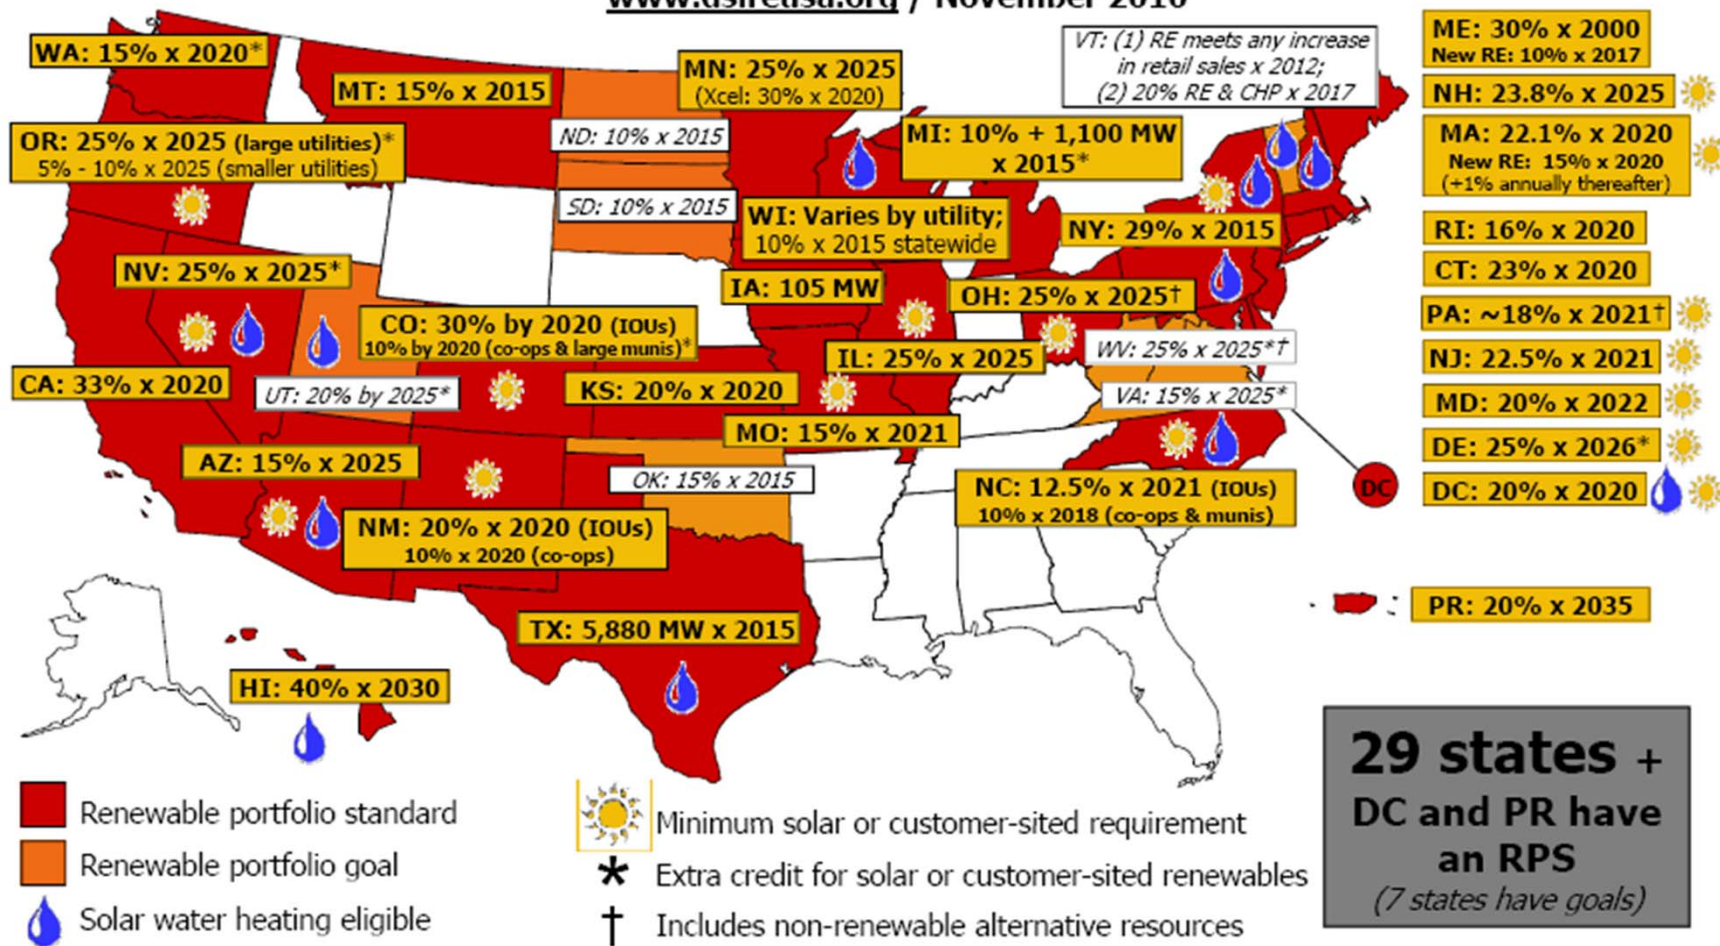 www.dsireusa.org / November 2010
WA: 15% x 2020*
MT: 15% x 2015
MN: 25% x 2025
(Xcel: 30% x 2020)
VT: (1) RE meets any increase
in retail sales x 2012;
(2) 20% RE & CHP x 2017
ME: 30% x 2000
New RE: 10% x 2017
NH: 23.8% x 2025
OR: 25% x 2025 (large utilities)*
5% - 10% x 2025 (smaller utilities)
ND: 10% x 2015
MI: 10% + 1,100 MW
x 2015*
MA: 22.1% x 2020
New RE: 15% x 2020
(+1% annually thereafter)
SD: 10% x 2015
WI: Varies by utility;
10% x 2015 statewide
NY: 29% x 2015
RI: 16% x 2020
NV: 25% x 2025*
IA: 105 MW
OH: 25% x 2025†
CT: 23% x 2020
CO: 30% by 2020 (IOUs)
10% by 2020 (co-ops & large munis)*
PA: ~18% x 2021†
IL: 25% x 2025
WV: 25% x 2025*†
NJ: 22.5% x 2021
CA: 33% x 2020
UT: 20% by 2025*
KS: 20% x 2020
VA: 15% x 2025*
MD: 20% x 2022
MO: 15% x 2021
DE: 25% x 2026*
AZ: 15% x 2025
OK: 15% x 2015
NC: 12.5% x 2021 (IOUs)
10% x 2018 (co-ops & munis)
DC
DC: 20% x 2020
NM: 20% x 2020 (IOUs)
10% x 2020 (co-ops)
PR: 20% x 2035
TX: 5,880 MW x 2015
HI: 40% x 2030
29 states +
DC and PR have
an RPS
(7 states have goals)
Renewable portfolio standard
Renewable portfolio goal
Solar water heating eligible
Minimum solar or customer-sited requirement
* Extra credit for solar or customer-sited renewables
† Includes non-renewable alternative resources